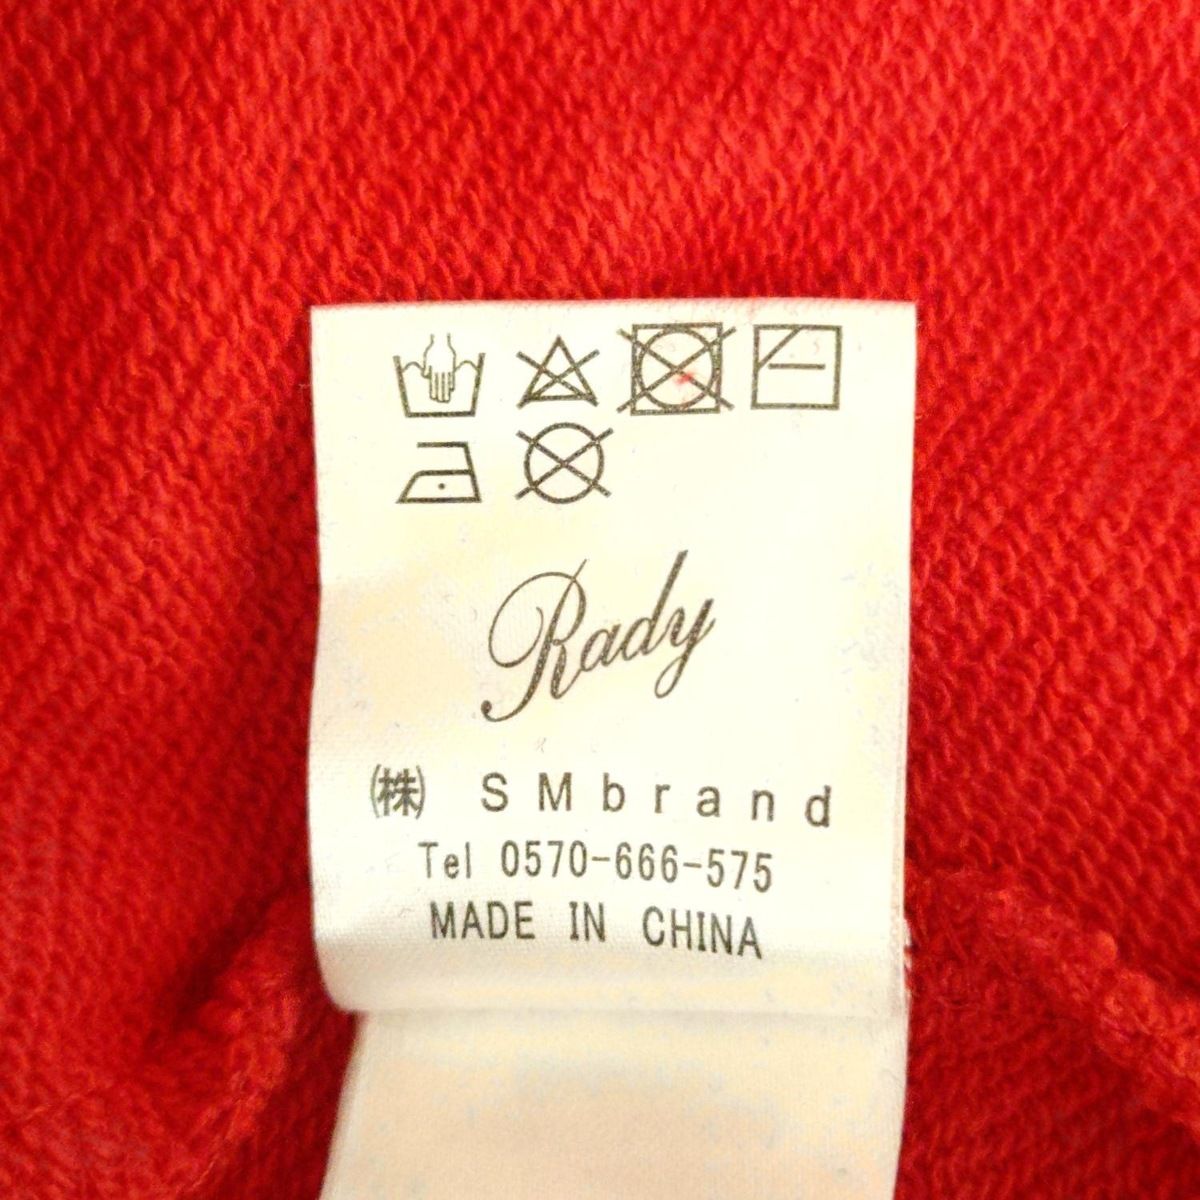 Rady
㈱ SMbrand
Tel 0570-666-575
MADE IN CHINA